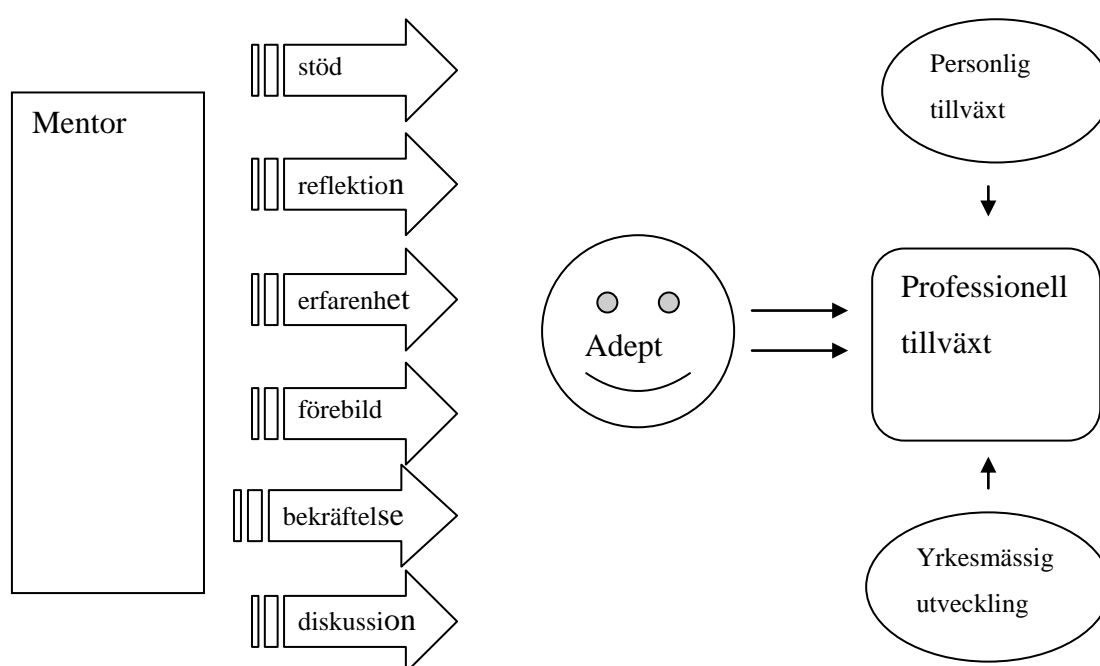 Mentor
stöd
reflektion
erfarenhet
förebild
bekräftelse
diskussion
Adept
Personlig
tillväxt
Professionell
tillväxt
Yrkesmässig
utveckling